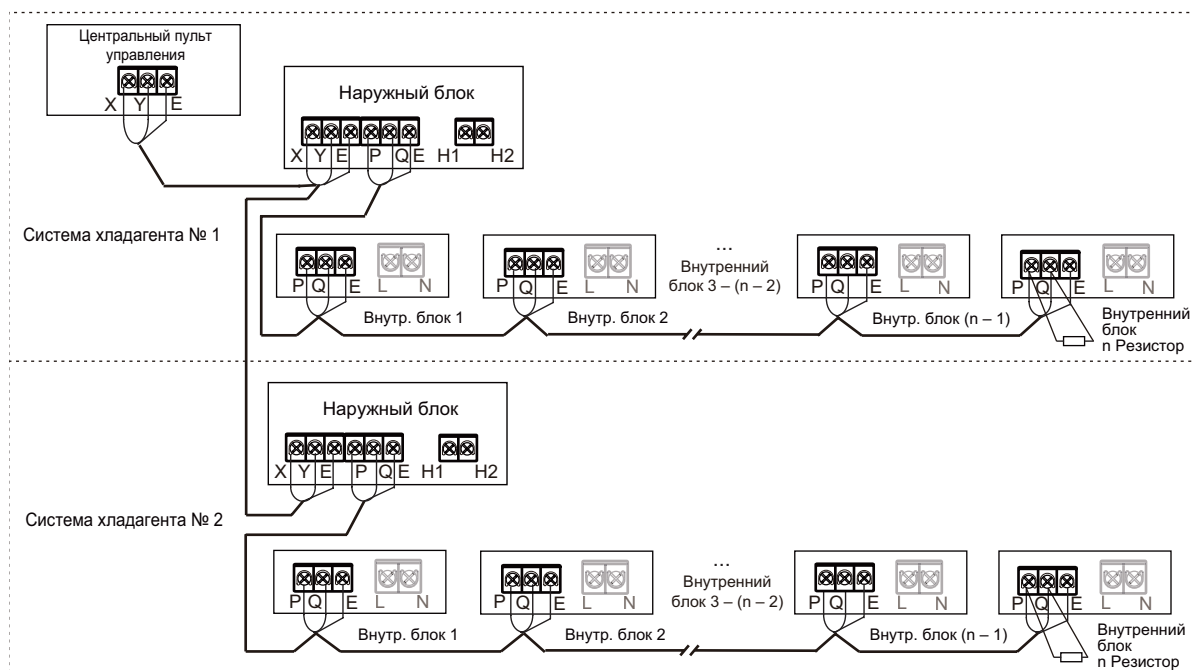 Центральный пульт
управления
X Y E
Наружный блок
X Y E P Q E H1 H2
Система хладагента № 1
P Q E L N
Внутр. блок 1
P Q E L N
Внутр. блок 2
...
Внутренний
блок 3 – (n – 2)
P Q E L N
Внутр. блок (n – 1)
P Q E L N
Внутренний
блок
n Резистор
Наружный блок
X Y E P Q E H1 H2
Система хладагента № 2
P Q E L N
Внутр. блок 1
P Q E L N
Внутр. блок 2
...
Внутренний
блок 3 – (n – 2)
P Q E L N
Внутр. блок (n – 1)
P Q E L N
Внутренний
блок
n Резистор